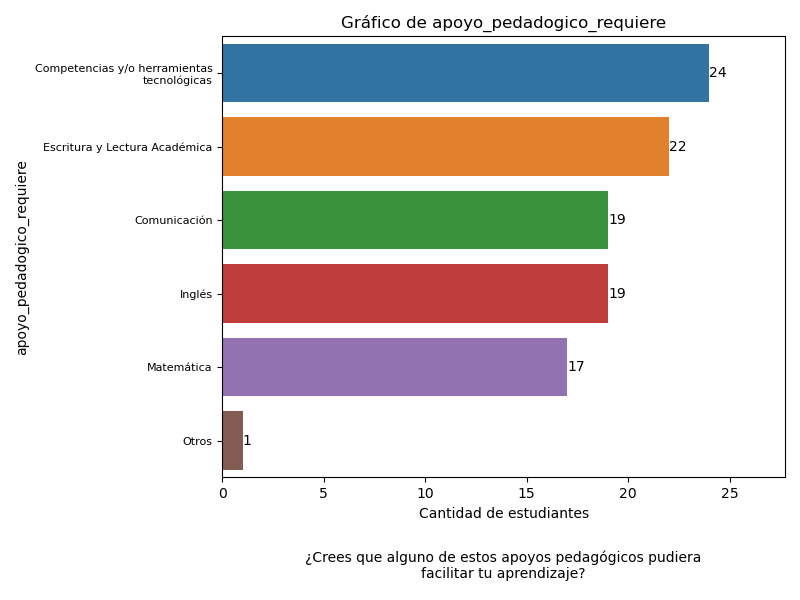 Gráfico de apoyo_pedadogico_requiere
apoyo_pedadogico_requiere
Competencias y/o herramientas
tecnológicas
24
Escritura y Lectura Académica
22
Comunicación
19
Inglés
19
Matemática
17
Otros
1
0 5 10 15 20 25
Cantidad de estudiantes
¿Crees que alguno de estos apoyos pedagógicos pudiera
facilitar tu aprendizaje?